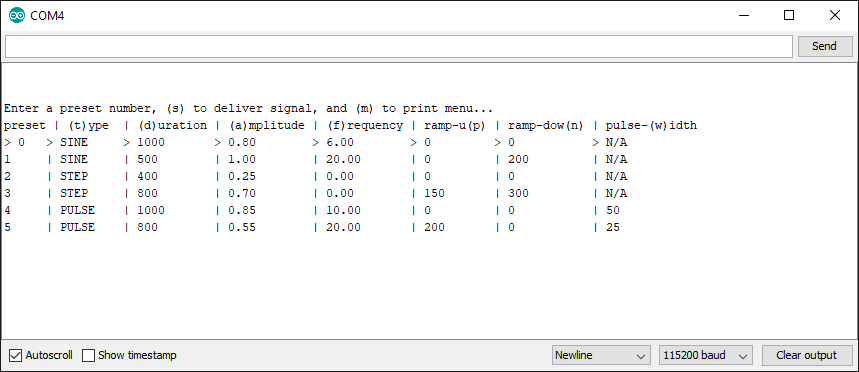 COM4
Send
Enter a preset number, (s) to deliver signal, and (m) to print menu...
preset | (t)ype  | (d)uration | (a)mplitude | (f)requency | ramp-u(p) | ramp-dow(n) | pulse-(w)idth
> 0    > SINE    > 1000       > 0.80        > 6.00        > 0         > 0           > N/A
1      | SINE    | 500        | 1.00        | 20.00       | 0         | 200         | N/A
2      | STEP    | 400        | 0.25        | 0.00        | 0         | 0           | N/A
3      | STEP    | 800        | 0.70        | 0.00        | 150       | 300         | N/A
4      | PULSE   | 1000       | 0.85        | 10.00       | 0         | 0           | 50
5      | PULSE   | 800        | 0.55        | 20.00       | 200       | 0           | 25
Autoscroll Show timestamp Newline 115200 baud Clear output